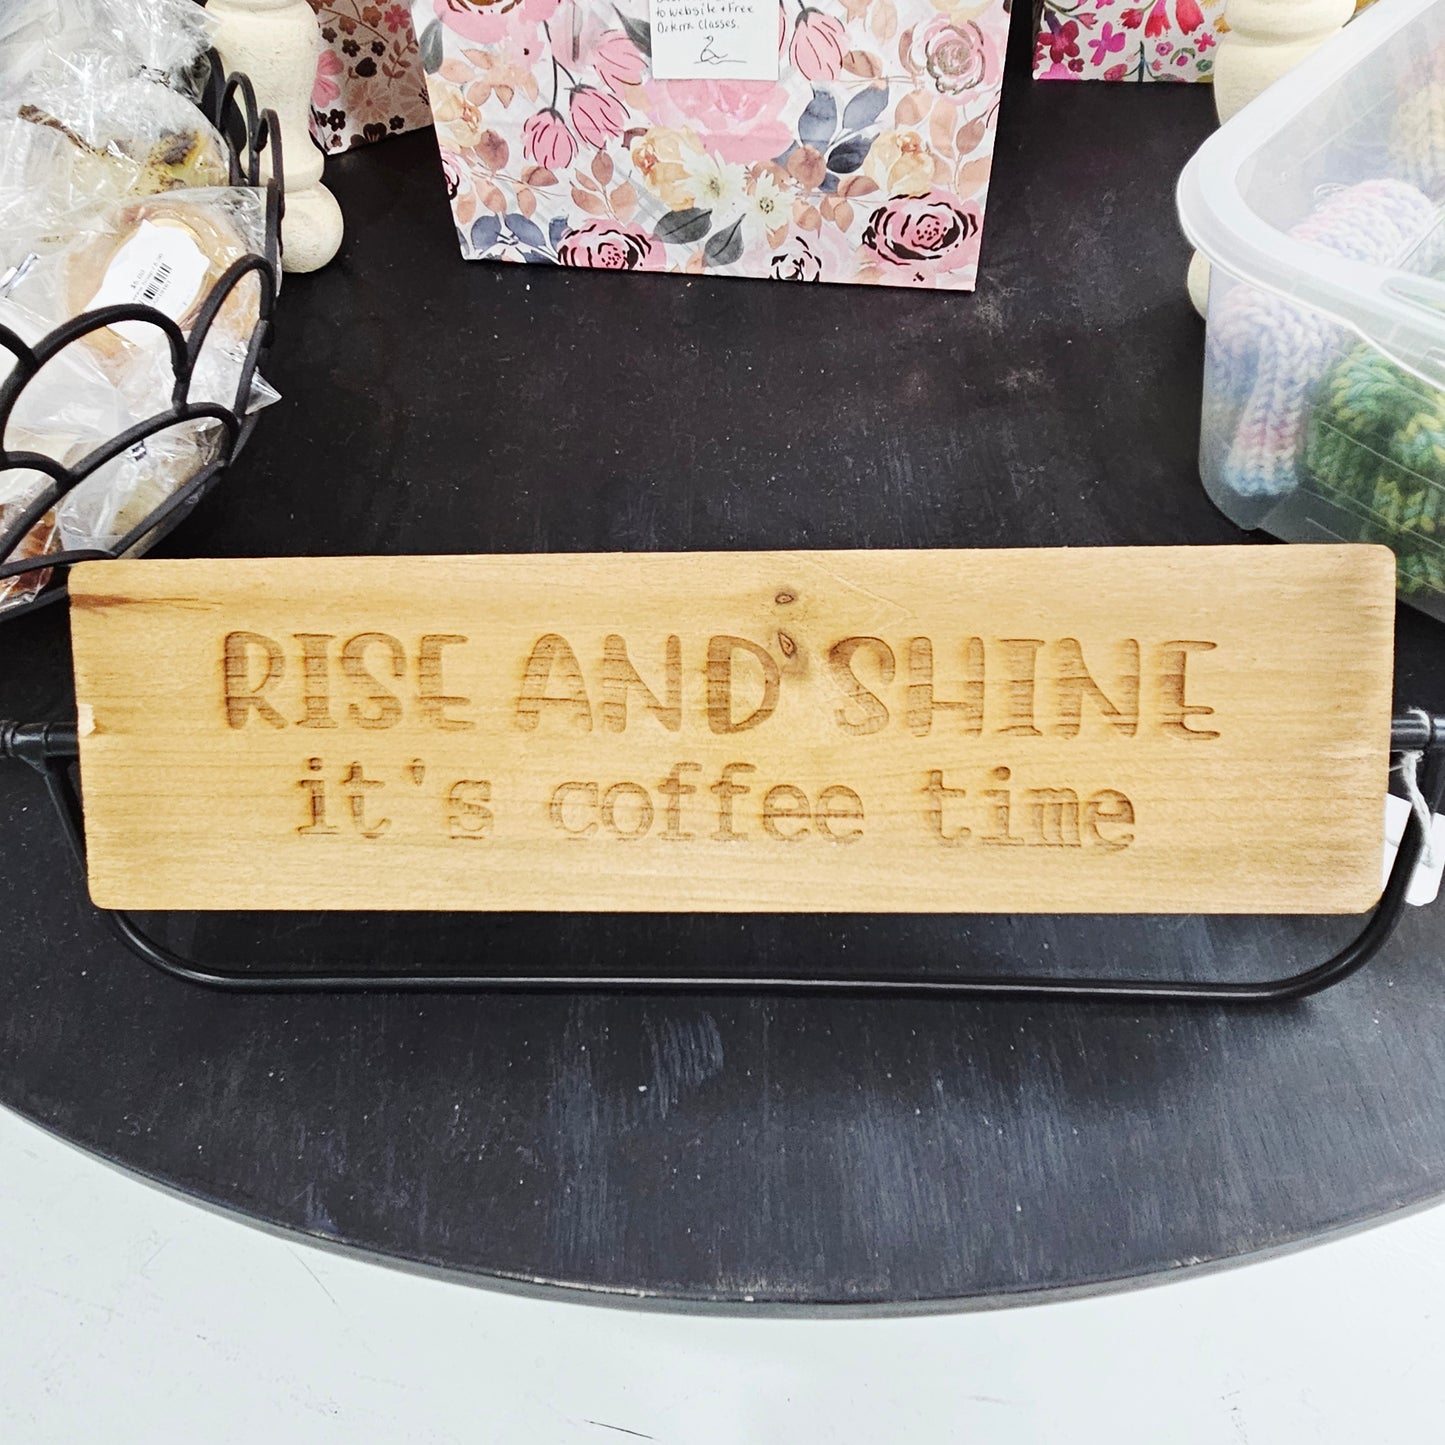 to website + Free
Classes.
RISE AND SHINE
it's coffee time